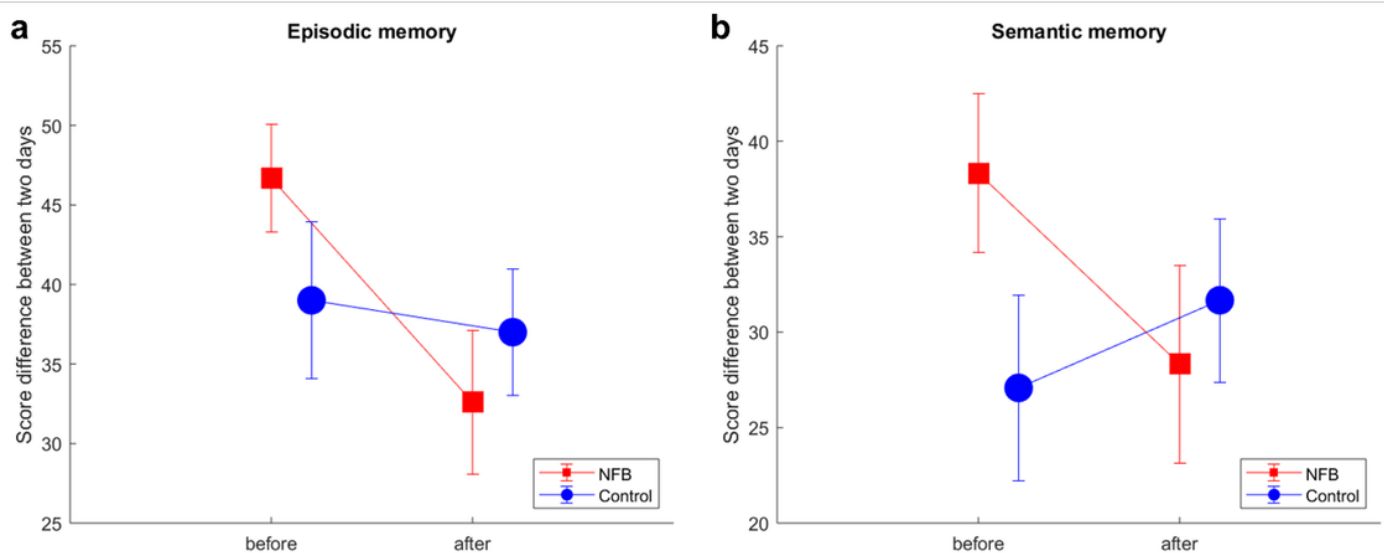 a
Episodic memory
Score difference between two days
55
50
45
40
35
30
25
before
after
NFB
Control
b
Semantic memory
Score difference between two days
45
40
35
30
25
20
before
after
NFB
Control